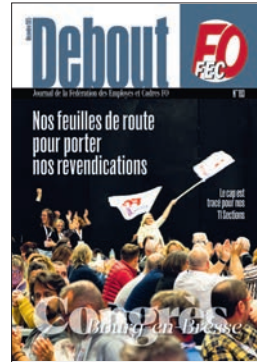 Debout
FO
FEC
Journal de la Fédération des Employés et Cadres FO
Nos feuilles de route
pour porter
nos revendications
Le cap est
tracé pour nos
11 Sections
Congrès
Bourg-en-Bresse